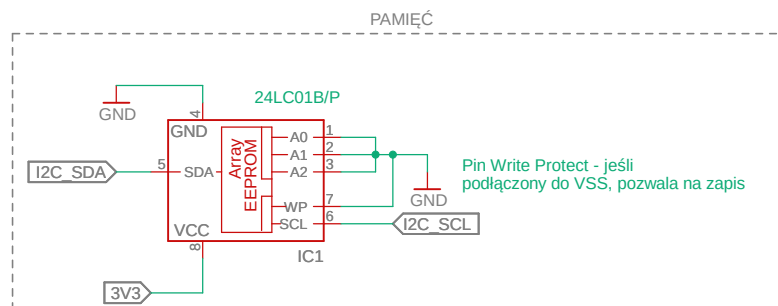 PAMIĘĆ
24LC01B/P
GND
4
GND
1
A0
2
A1
3
A2
Array
EEPROM
5
SDA
I2C_SDA
Pin Write Protect - jeśli
podłączony do VSS, pozwala na zapis
GND
7
WP
6
SCL
I2C_SCL
VCC
8
IC1
3V3